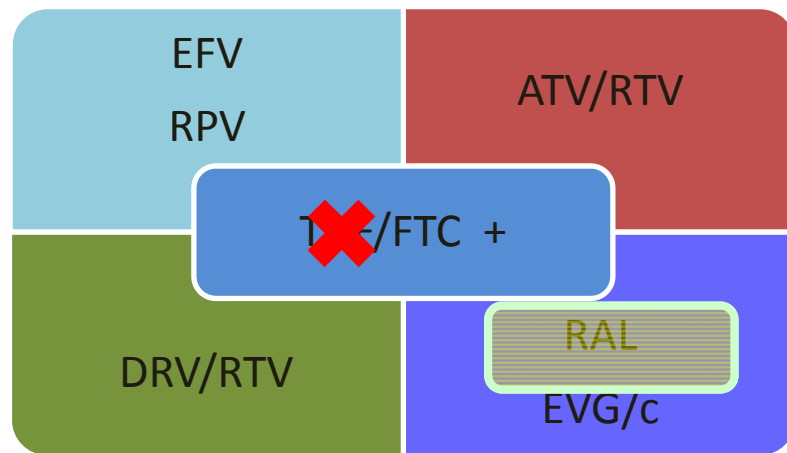 EFV
RPV
ATV/RTV
/FTC +
DRV/RTV
RAL
EVG/c